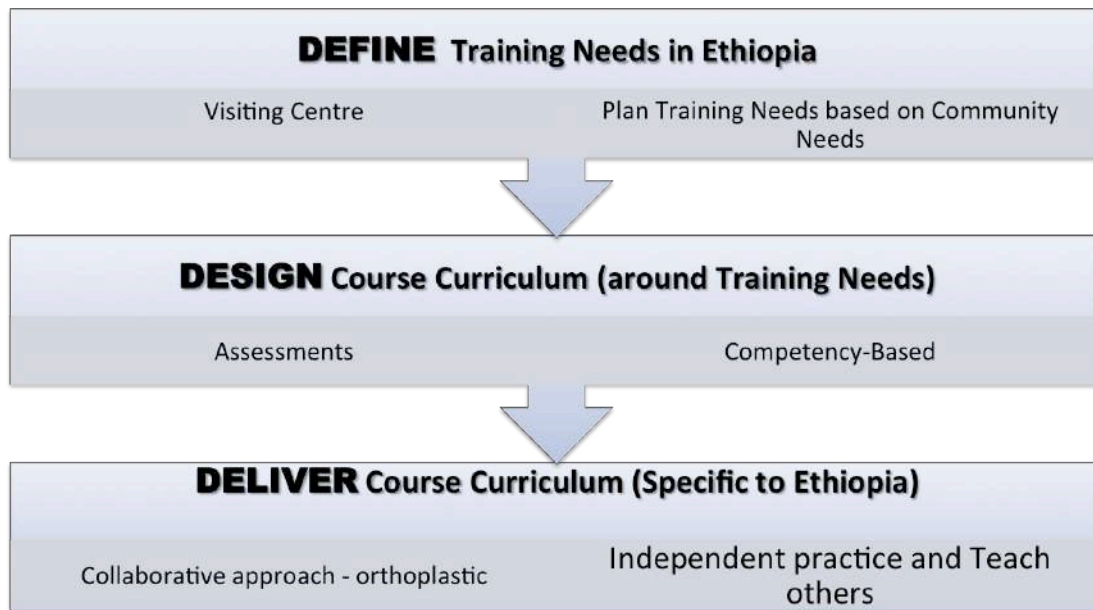 DEFINE Training Needs in Ethiopia
Visiting Centre
Plan Training Needs based on Community
Needs
DESIGN Course Curriculum (around Training Needs)
Assessments
Competency-Based
DELIVER Course Curriculum (Specific to Ethiopia)
Collaborative approach - orthoplastic
Independent practice and Teach
others